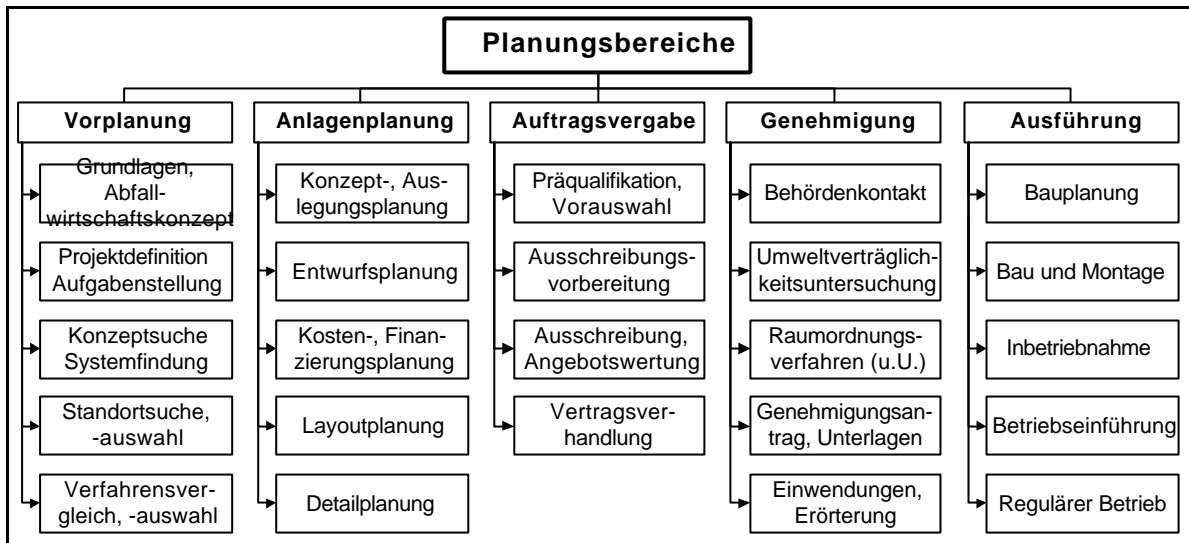 Planungsbereiche
Vorplanung
Grundlagen,
Abfall-
wirtschaftskonzept
Projektdefinition
Aufgabenstellung
Konzeptsuche
Systemfindung
Standortsuche,
-auswahl
Verfahrensver-
gleich, -auswahl
Anlagenplanung
Konzept-, Aus-
legungsplanung
Entwurfsplanung
Kosten-, Finan-
zierungsplanung
Layoutplanung
Detailplanung
Auftragsvergabe
Präqualifikation,
Vorauswahl
Ausschreibungs-
vorbereitung
Ausschreibung,
Angebotswertung
Vertragsver-
handlung
Genehmigung
Behördenkontakt
Umweltverträglich-
keitsuntersuchung
Raumordnungs-
verfahren (u.U.)
Genehmigungsan-
trag, Unterlagen
Einwendungen,
Erörterung
Ausführung
Bauplanung
Bau und Montage
Inbetriebnahme
Betriebseinführung
Regulärer Betrieb